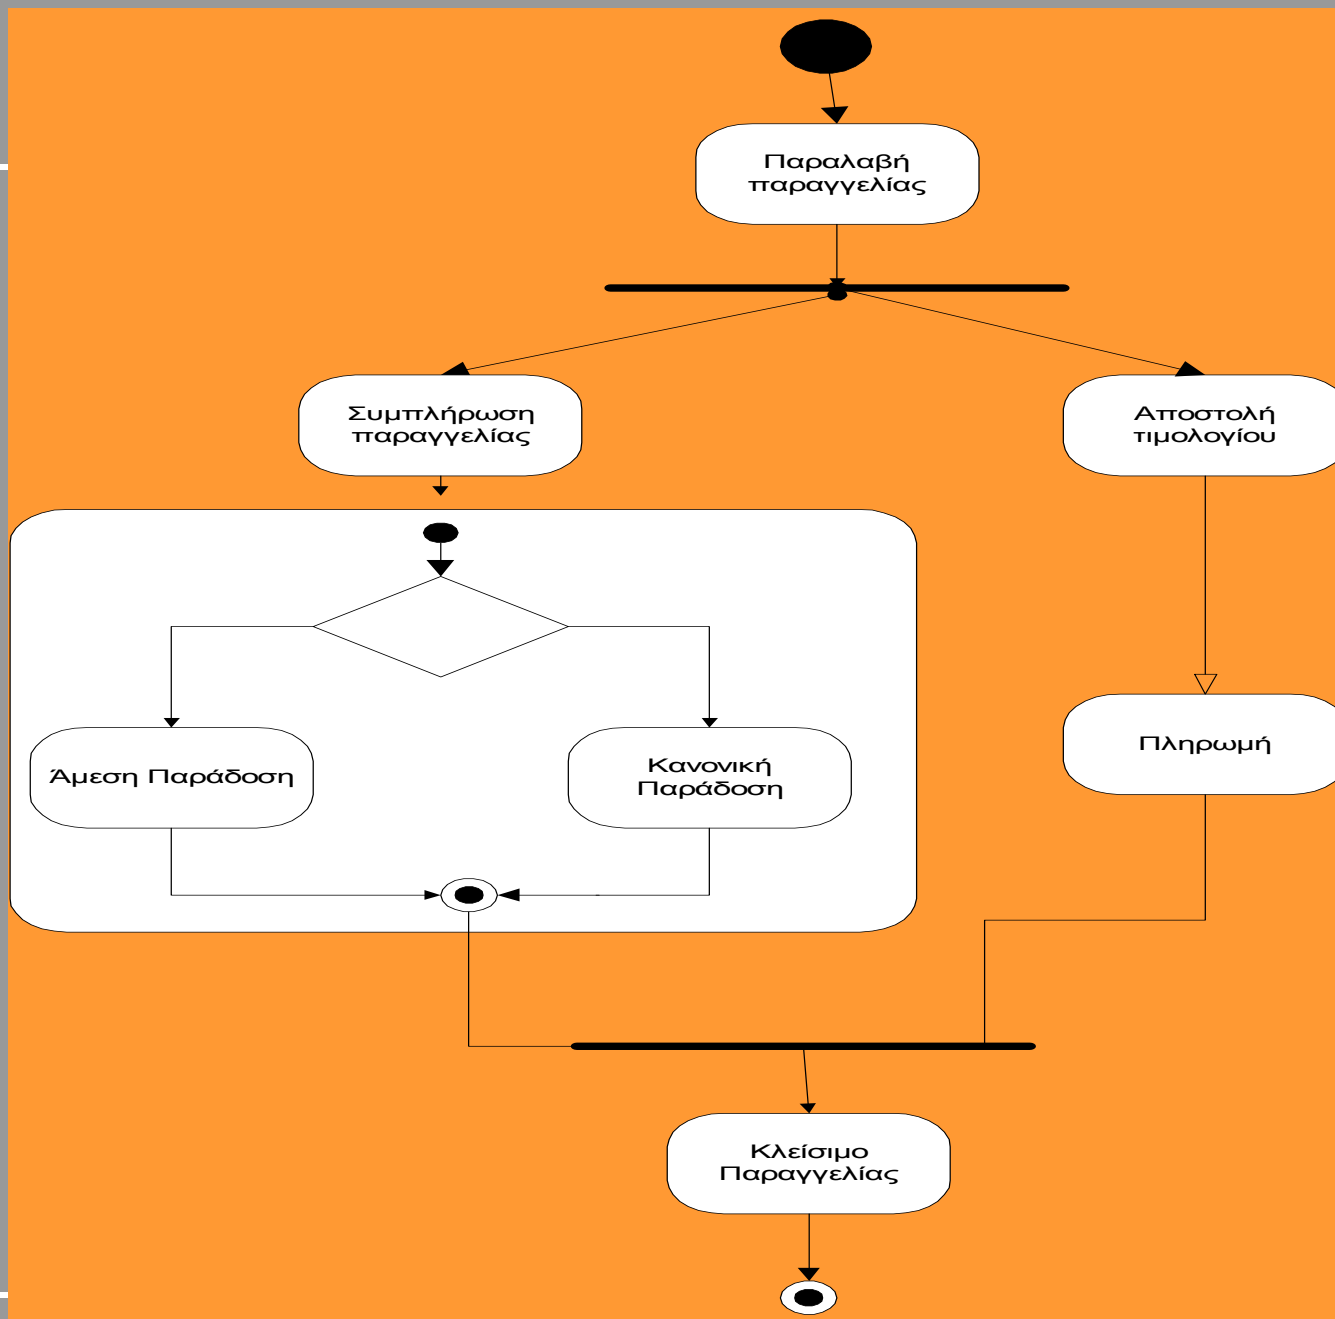 Παραλαβή
παραγγελίας
Συμπλήρωση
παραγγελίας
Αποστολή
τιμολογίου
Άμεση Παράδοση
Κανονική
Παράδοση
Πληρωμή
Κλείσιμο
Παραγγελίας